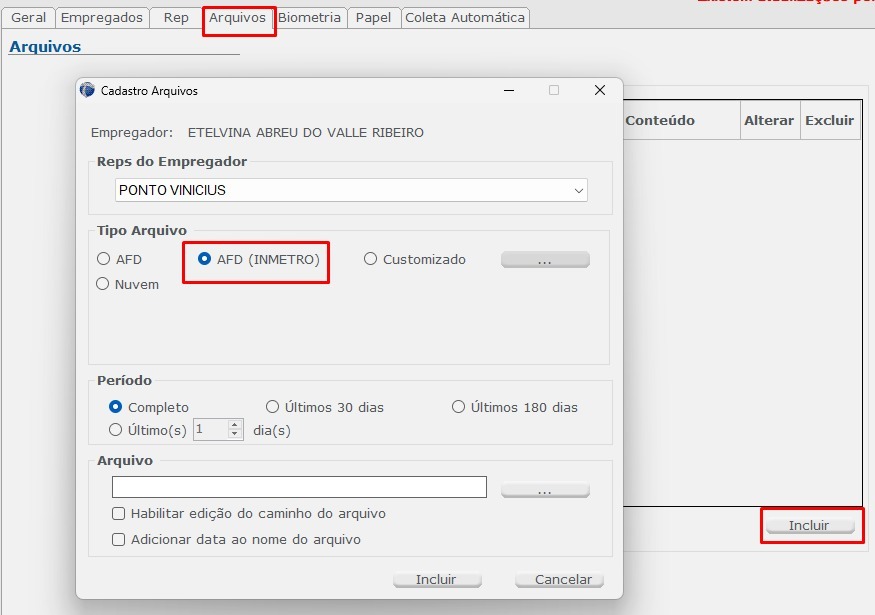 Geral Empregados Rep Arquivos Biometria Papel Coleta Automática
Arquivos
Cadastro Arquivos
Empregador: ETELVINA ABREU DO VALLE RIBEIRO
Reps do Empregador
PONTO VINICIUS
Tipo Arquivo
AFD AFD (INMETRO) Customizado ...
Nuvem
Período
Completo Últimos 30 dias Últimos 180 dias
Último(s) 1 dia(s)
Arquivo
...
Habilitar edição do caminho do arquivo
Adicionar data ao nome do arquivo
Incluir Cancelar
Conteúdo Alterar Excluir
Incluir